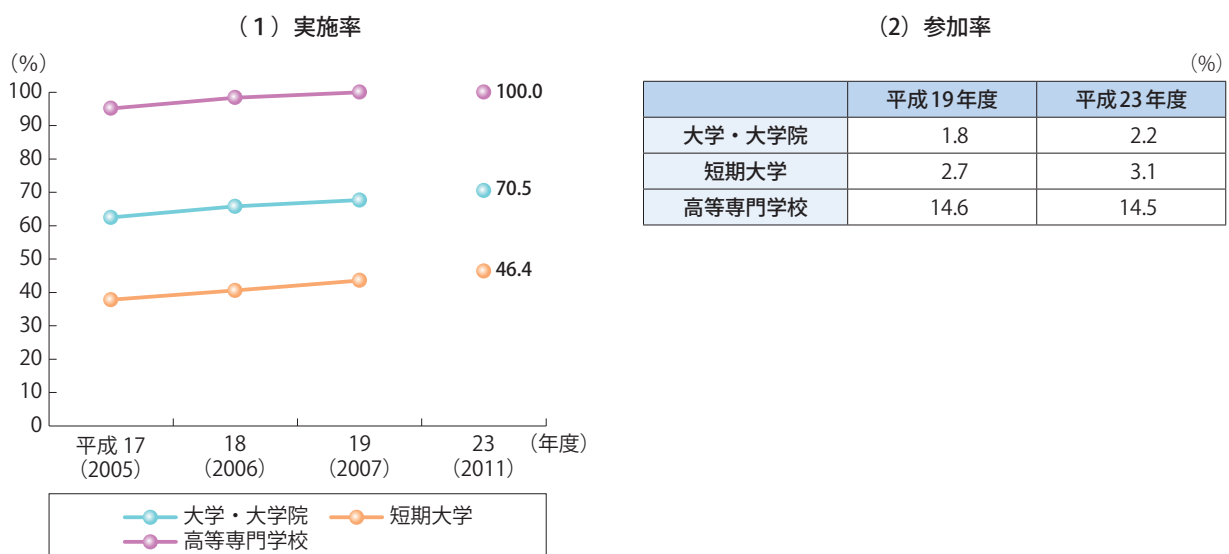 (1)実施率
(%)
100
90
80
70
60
50
40
30
20
10
0
100.0
70.5
46.4
平成 17 18 19 23 (年度)
(2005) (2006) (2007) (2011)
大学・大学院 短期大学
高等専門学校
(2)参加率
(%)
平成19年度 平成23年度
大学・大学院 1.8 2.2
短期大学 2.7 3.1
高等専門学校 14.6 14.5